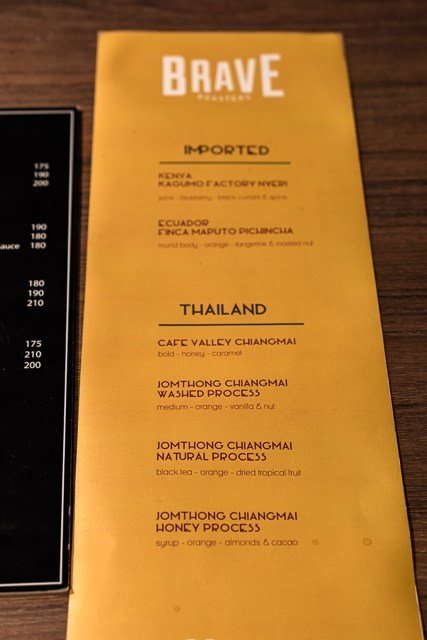 BRAVE
ROASTERS
IMPORTED
KENYA
KAGUMO FACTORY NYERI
juice - blueberry - black currant & spice
ECUADOR
FINCA MAPUTO PICHINCHA
round body - orange - tangerine & roasted nut
THAILAND
CAFE VALLEY CHIANGMAI
bold - honey - caramel
JOMTHONG CHIANGMAI
WASHED PROCESS
medium - orange - vanilla & nut
JOMTHONG CHIANGMAI
NATURAL PROCESS
black tea - orange - dried tropical fruit
JOMTHONG CHIANGMAI
HONEY PROCESS
syrup - orange - almonds & cacao
175
190
200
190
180
sauce 180
180
190
210
175
210
200